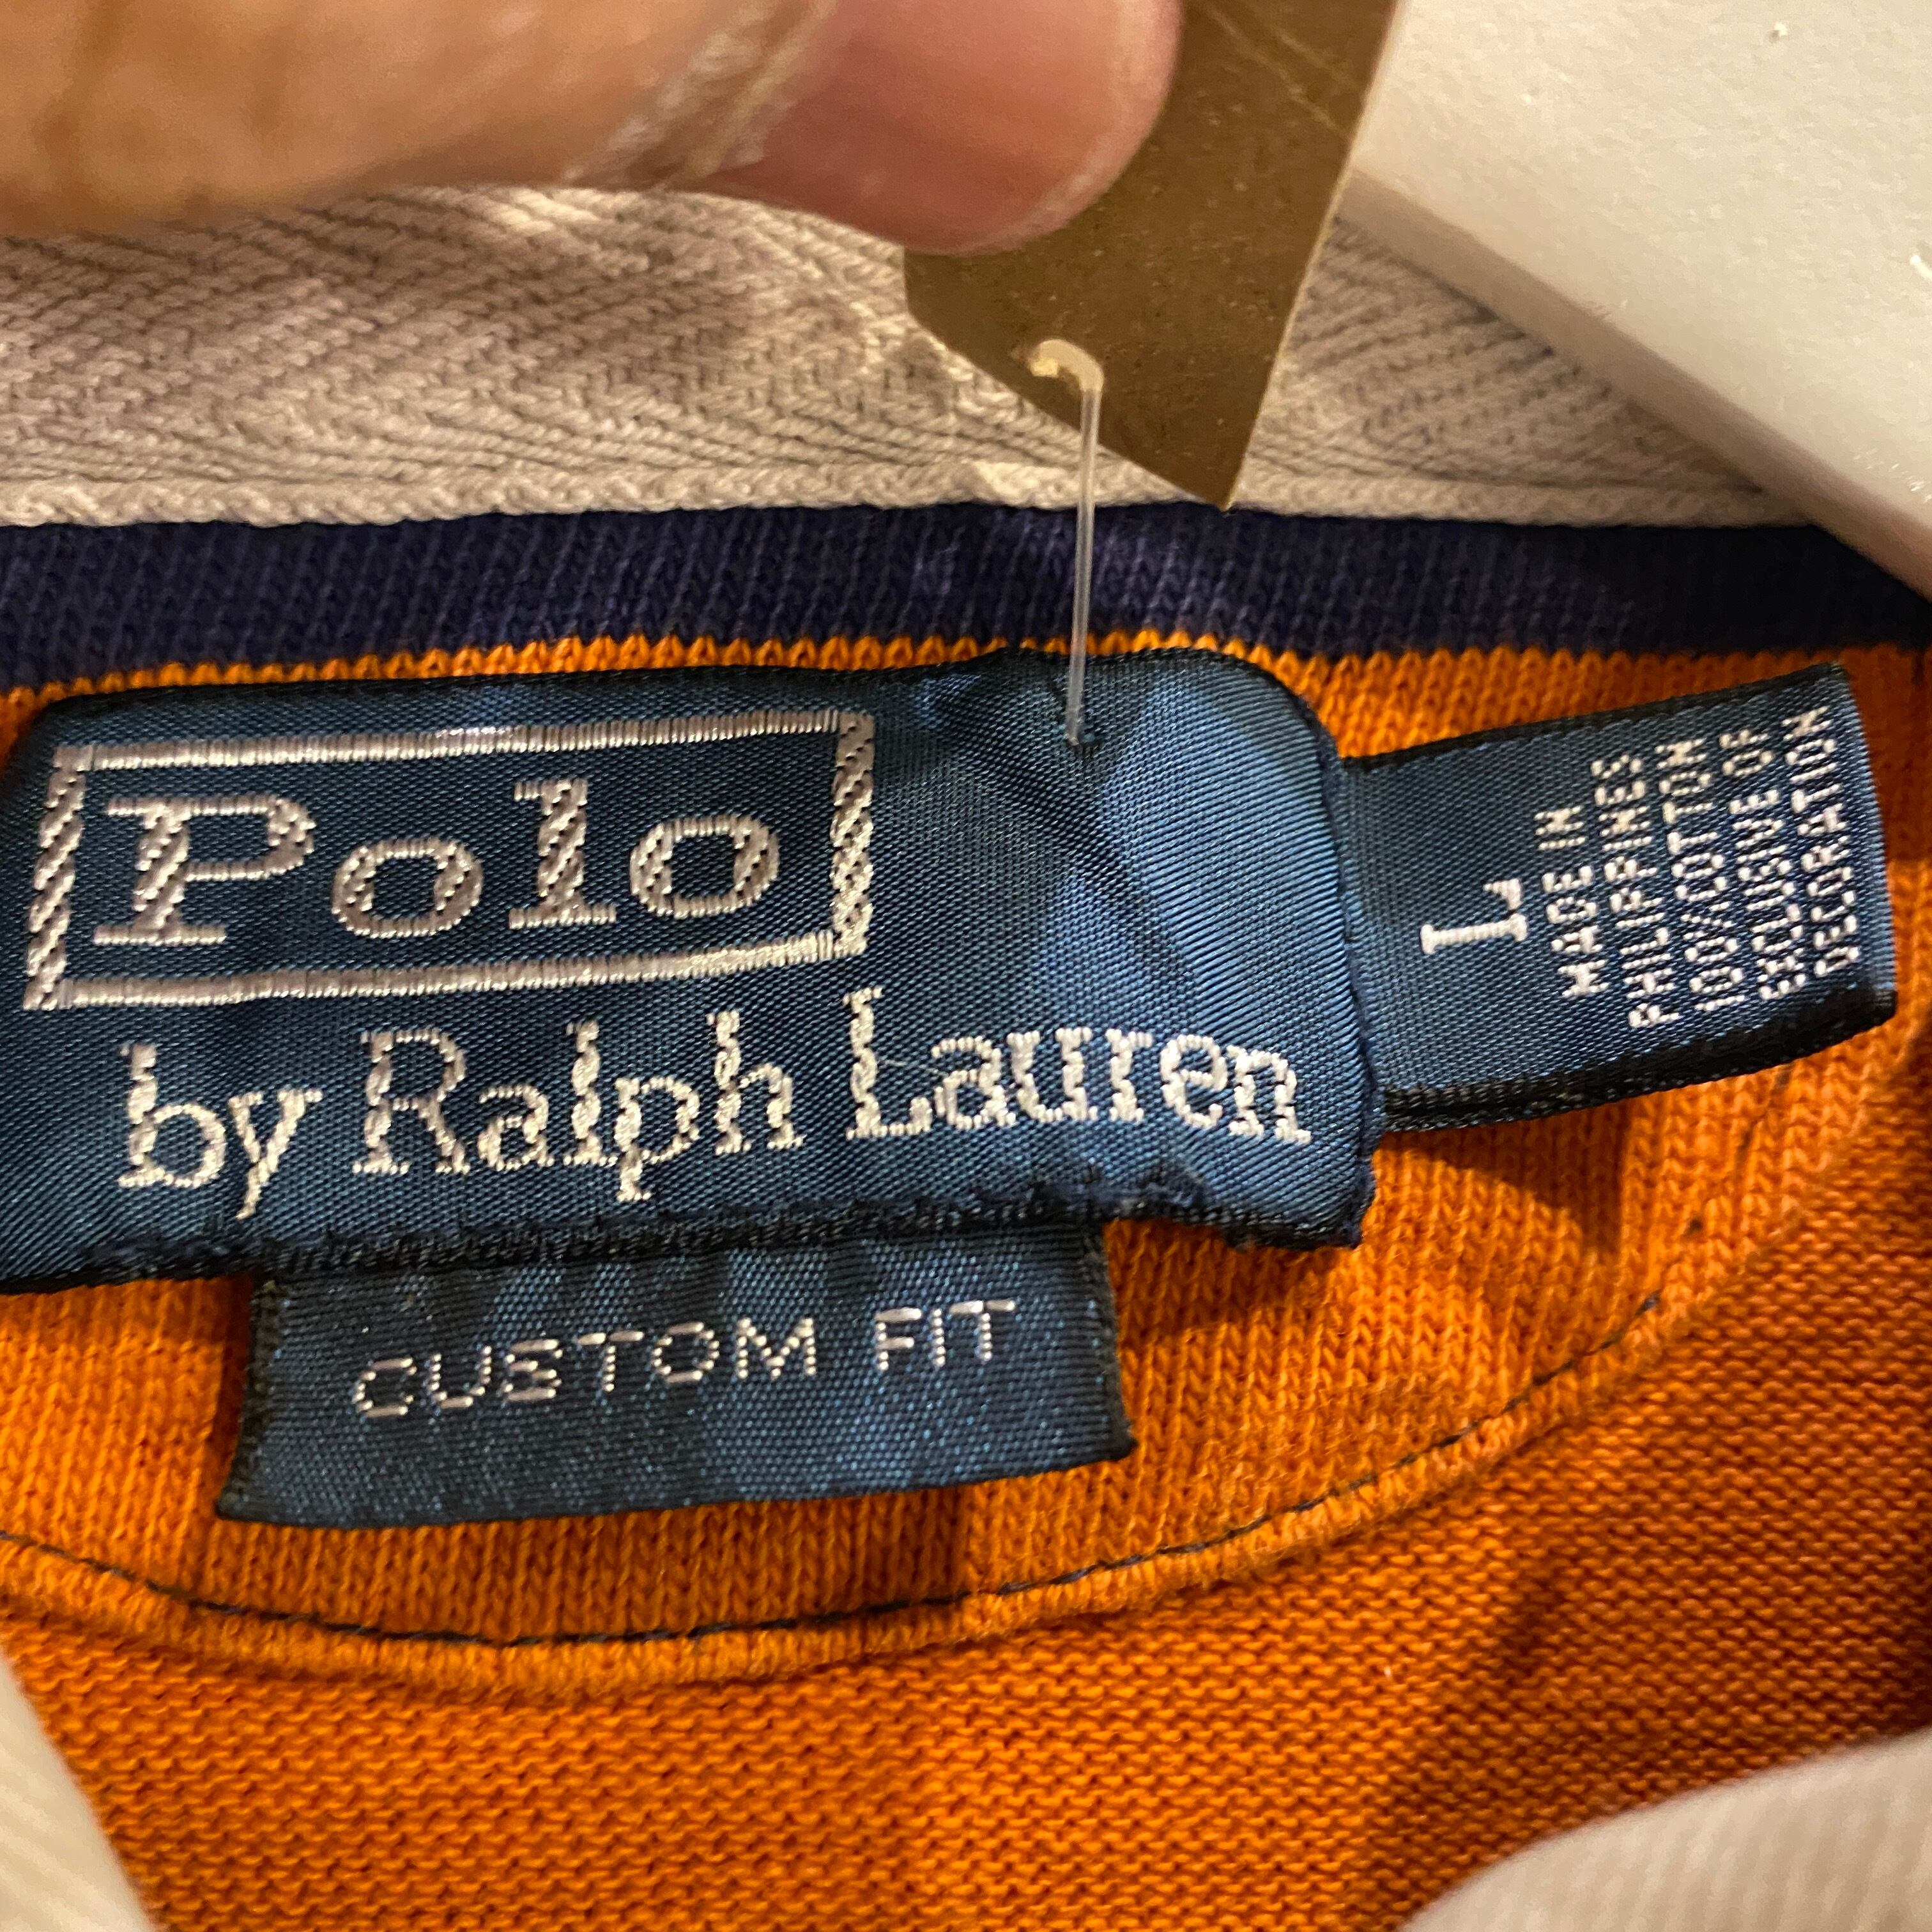 Polo
by Ralph Lauren
CUSTOM FIT
L
MADE IN
PHILIPPINES
100%COTTON
EXCLUSIVE OF
DECORATION